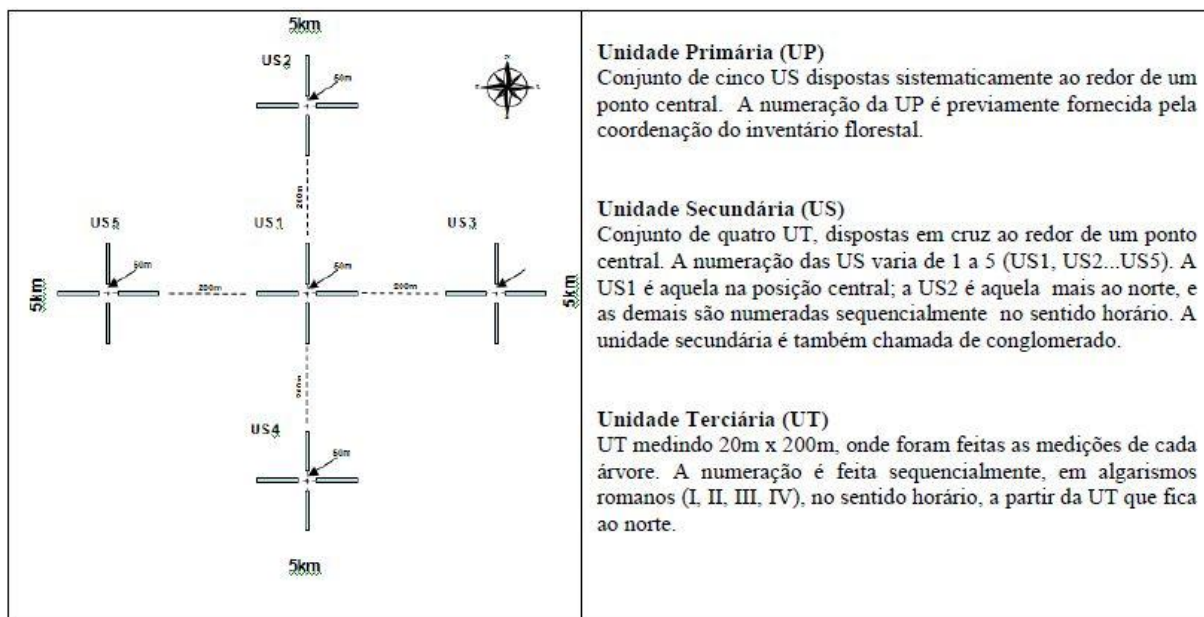 5km
US2
50m
200m
US5
US1
US3
50m
50m
5km
200m
200m
5km
US4
50m
5km
Unidade Primária (UP)
Conjunto de cinco US dispostas sistematicamente ao redor de um
ponto central. A numeração da UP é previamente fornecida pela
coordenação do inventário florestal.
Unidade Secundária (US)
Conjunto de quatro UT, dispostas em cruz ao redor de um ponto
central. A numeração das US varia de 1 a 5 (US1, US2...US5). A
US1 é aquela na posição central; a US2 é aquela mais ao norte, e
as demais são numeradas sequencialmente no sentido horário. A
unidade secundária é também chamada de conglomerado.
Unidade Terciária (UT)
UT medindo 20m x 200m, onde foram feitas as medições de cada
árvore. A numeração é feita sequencialmente, em algarismos
romanos (I, II, III, IV), no sentido horário, a partir da UT que fica
ao norte.